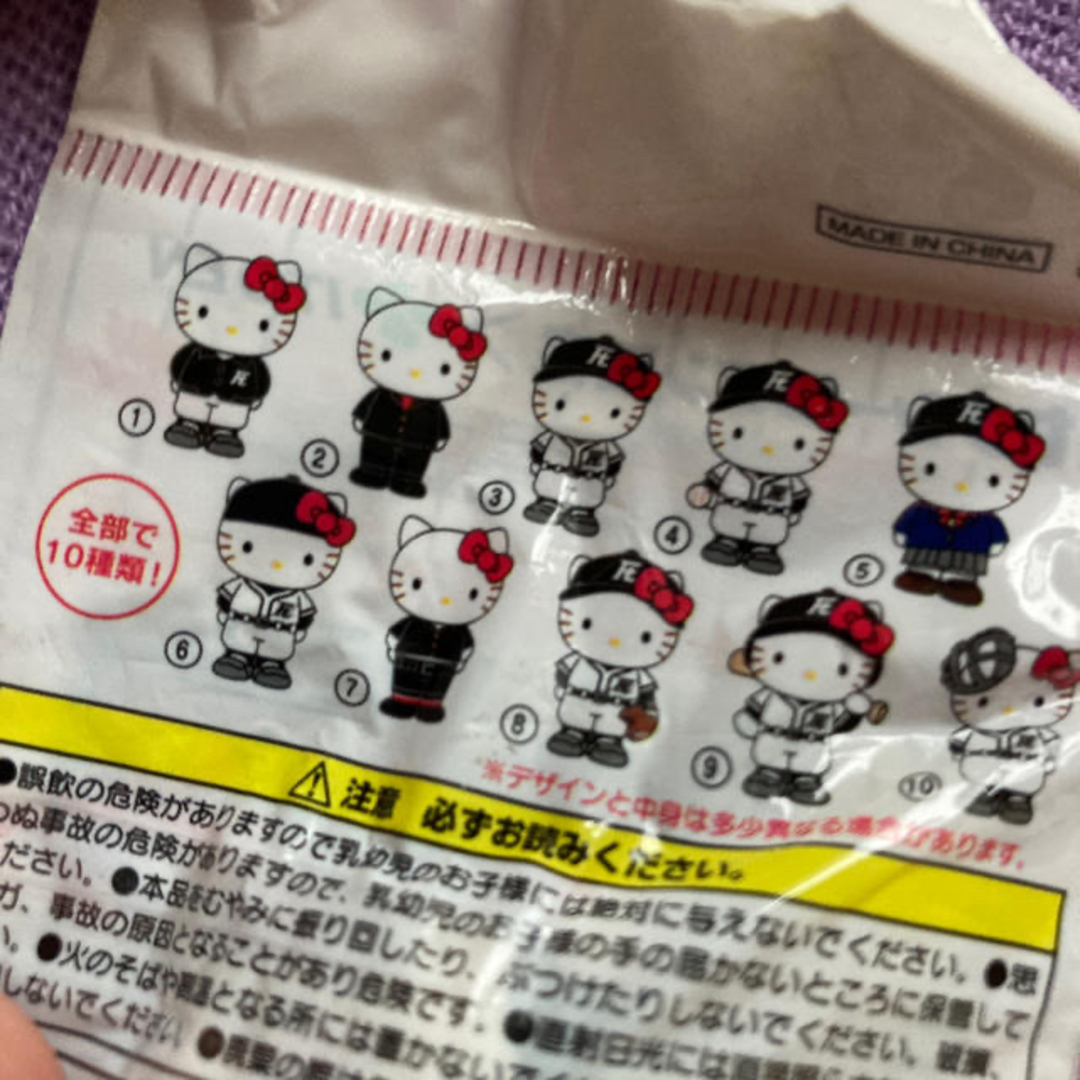 MADE IN CHINA
①
②
③
④
⑤
全部で
10種類!
⑥
⑦
⑧
⑨
⑩
※デザインと中身は多少異なる場合があります。
注意 必ずお読みください。
●誤飲の危険がありますので乳幼児のお子様には絶対に与えないでください。●思
わぬ事故の危険がありますので、乳幼児のお子様の手の届かないところに保管して
ださい。●本品をむやみに振り回したり、ぶつけたりしないでください。破損、
ガ、事故の原因となることがあり危険です。●直射日光には
い。●火のそばや高温となる所には置かない
しないでください